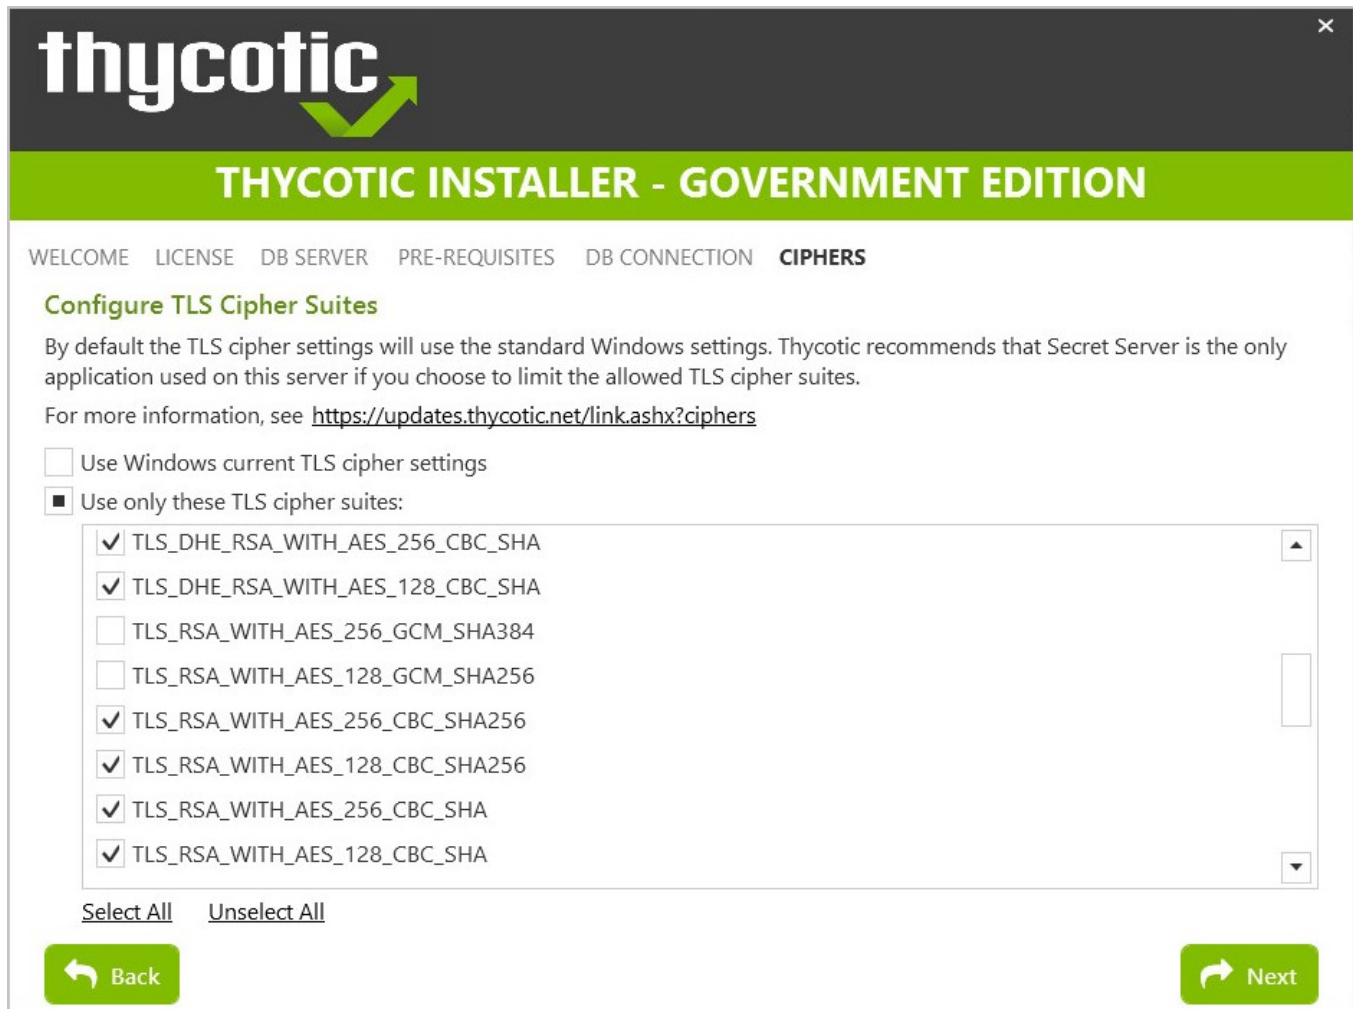 thycotic
THYCOTIC INSTALLER - GOVERNMENT EDITION
WELCOME LICENSE DB SERVER PRE-REQUISITES DB CONNECTION CIPHERS
Configure TLS Cipher Suites
By default the TLS cipher settings will use the standard Windows settings. Thycotic recommends that Secret Server is the only
application used on this server if you choose to limit the allowed TLS cipher suites.
For more information, see https://updates.thycotic.net/link.ashx?ciphers
Use Windows current TLS cipher settings
Use only these TLS cipher suites:
TLS_DHE_RSA_WITH_AES_256_CBC_SHA
TLS_DHE_RSA_WITH_AES_128_CBC_SHA
TLS_RSA_WITH_AES_256_GCM_SHA384
TLS_RSA_WITH_AES_128_GCM_SHA256
TLS_RSA_WITH_AES_256_CBC_SHA256
TLS_RSA_WITH_AES_128_CBC_SHA256
TLS_RSA_WITH_AES_256_CBC_SHA
TLS_RSA_WITH_AES_128_CBC_SHA
Select All Unselect All
Back Next